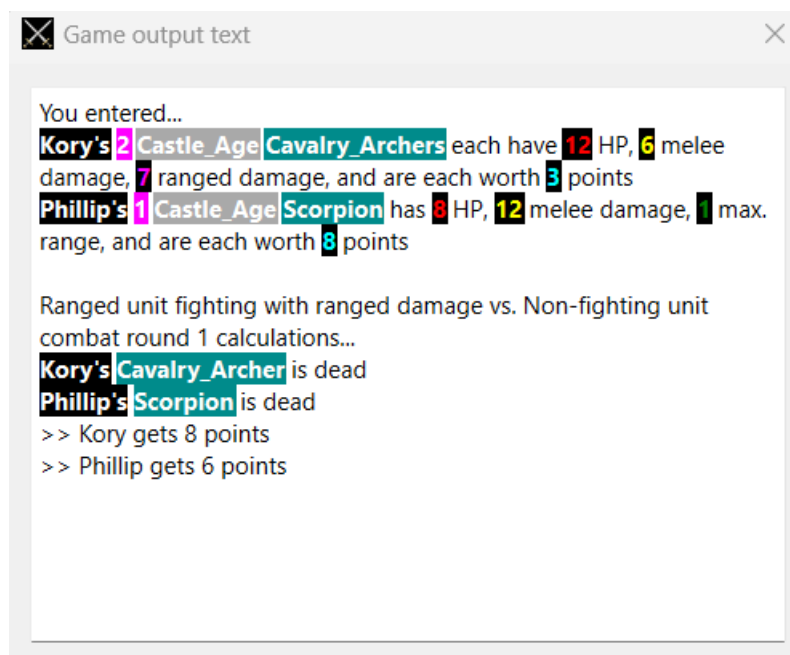 Game output text
You entered...
Kory's 2 Castle_Age Cavalry_Archers each have 12 HP, 6 melee
damage, 7 ranged damage, and are each worth 3 points
Phillip's 1 Castle_Age Scorpion has 8 HP, 12 melee damage, 1 max.
range, and are each worth 8 points
Ranged unit fighting with ranged damage vs. Non-fighting unit
combat round 1 calculations...
Kory's Cavalry_Archer is dead
Phillip's Scorpion is dead
>> Kory gets 8 points
>> Phillip gets 6 points